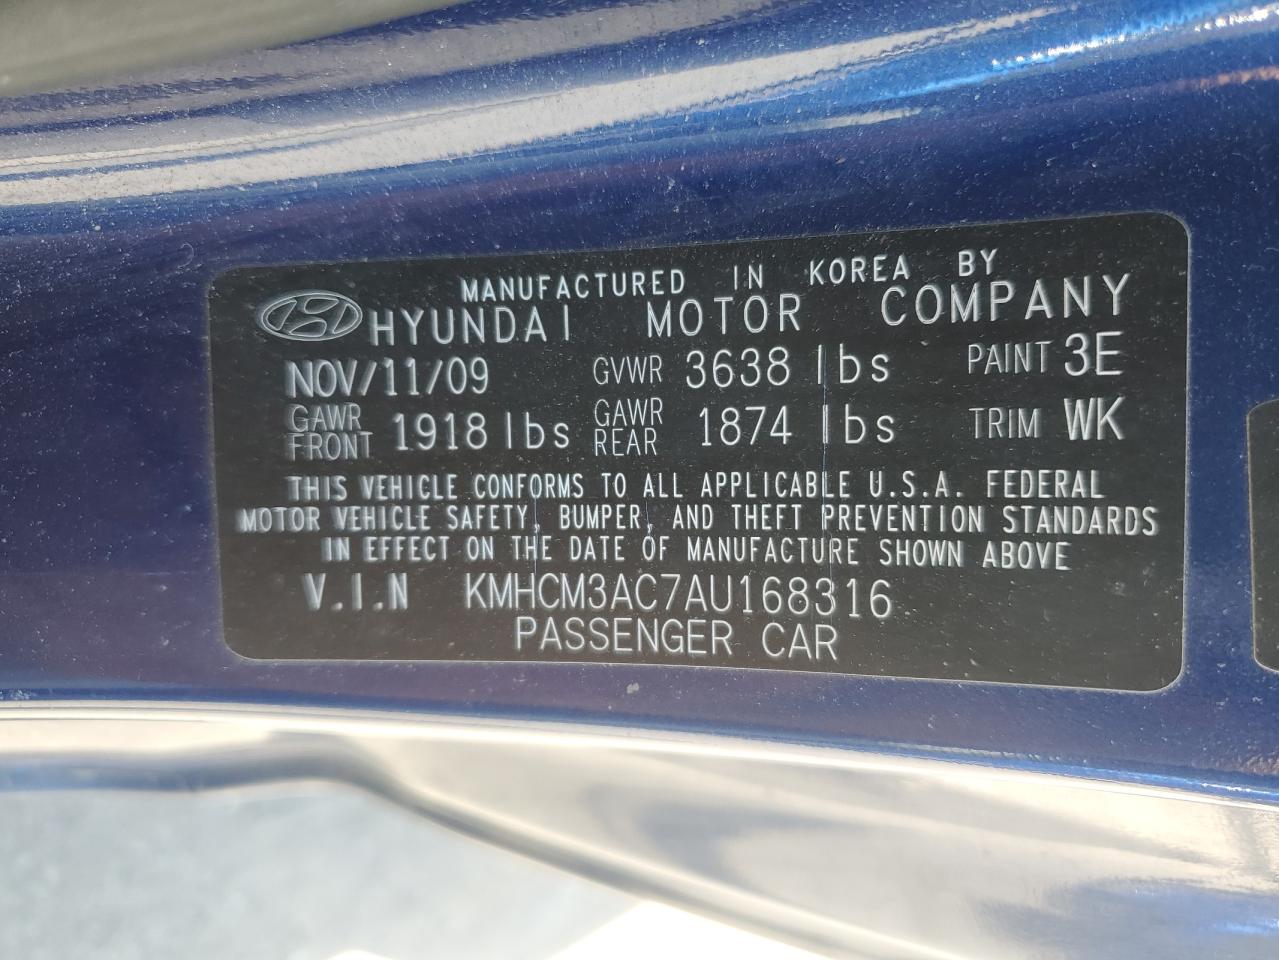 MANUFACTURED IN KOREA BY
HYUNDAI MOTOR COMPANY
NOV/11/09 GVWR 3638 lbs PAINT 3E
GAWR FRONT 1918 lbs GAWR REAR 1874 lbs TRIM WK
THIS VEHICLE CONFORMS TO ALL APPLICABLE U.S.A. FEDERAL
MOTOR VEHICLE SAFETY, BUMPER, AND THEFT PREVENTION STANDARDS
IN EFFECT ON THE DATE OF MANUFACTURE SHOWN ABOVE
V.I.N KMHCM3AC7AU168316
PASSENGER CAR